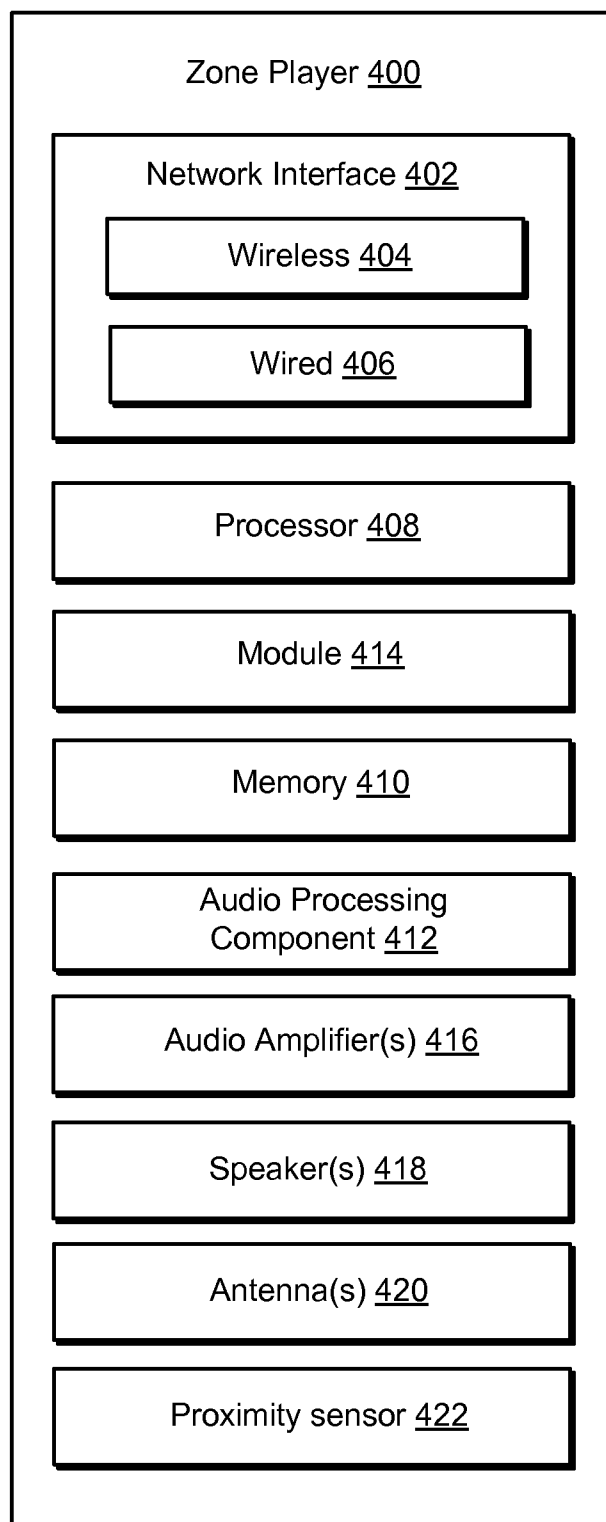 Zone Player 400
Network Interface 402
Wireless 404
Wired 406
Processor 408
Module 414
Memory 410
Audio Processing
Component 412
Audio Amplifier(s) 416
Speaker(s) 418
Antenna(s) 420
Proximity sensor 422